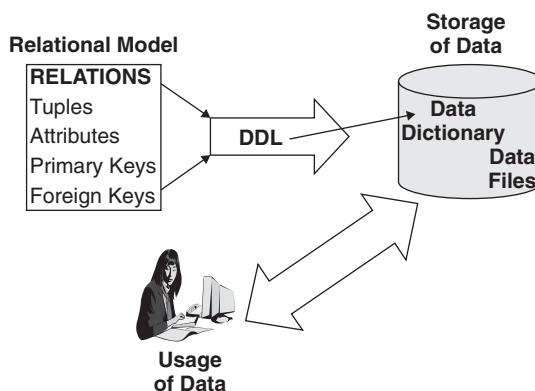 Storage
of Data
Relational Model
RELATIONS
Tuples
Attributes
Primary Keys
Foreign Keys
DDL
Data
Dictionary
Data
Files
Usage
of Data